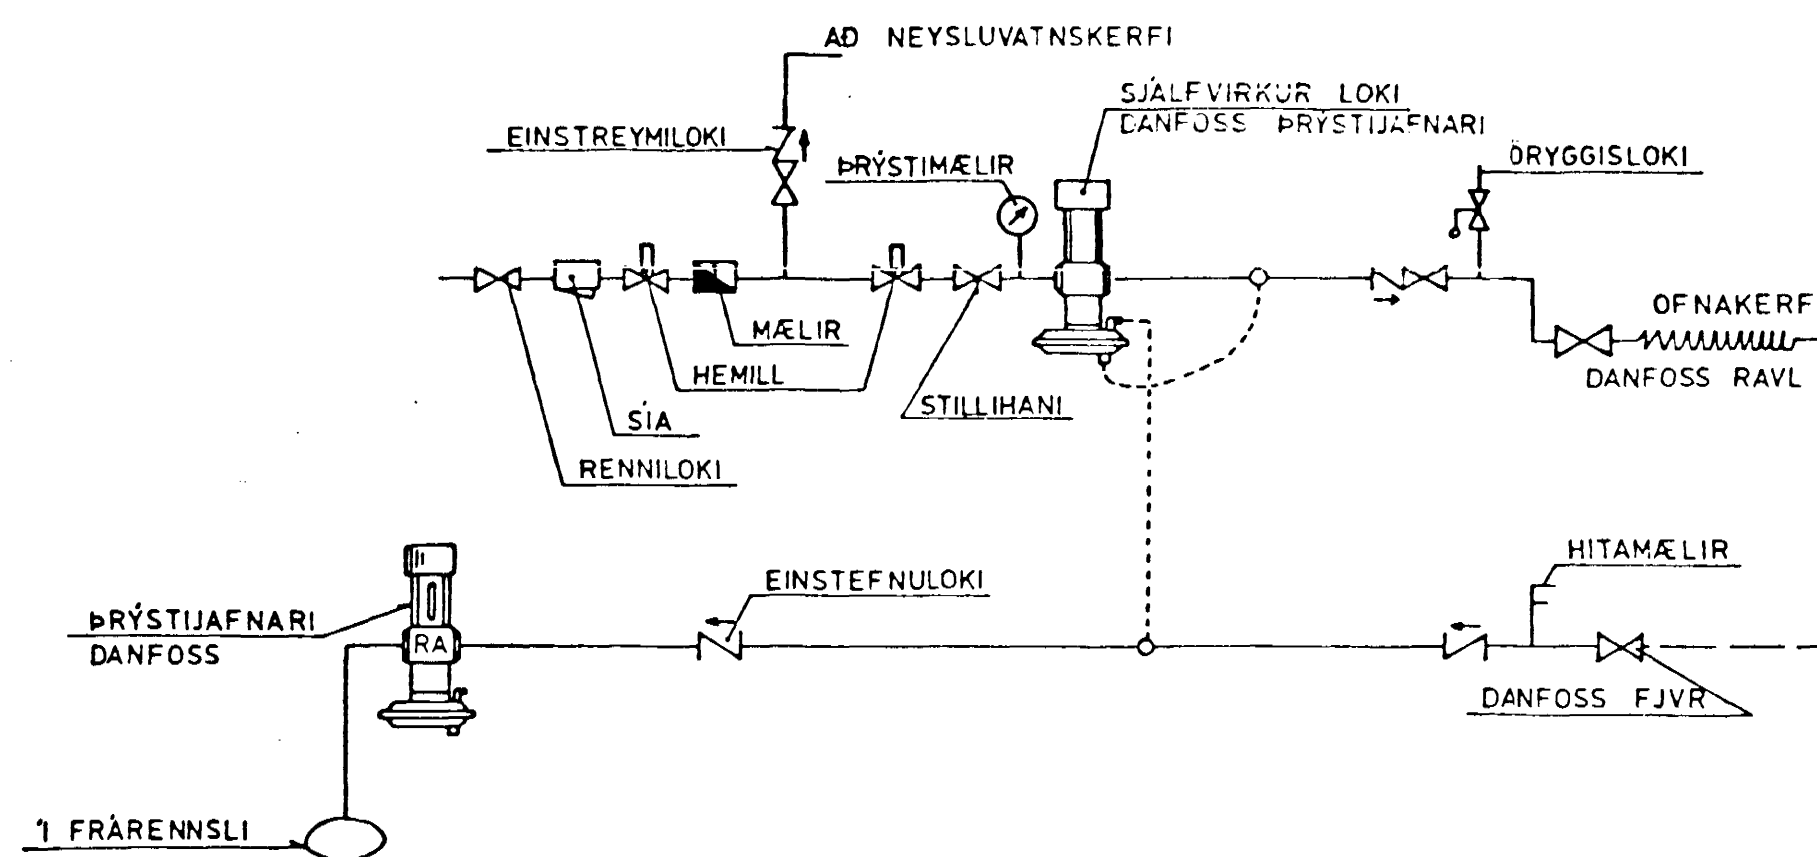 AÐ NEYSLUVATNSKERFI
SJÁLFVIRKUR LOKI
DANFOSS ÞRÝSTIJAFNARI
EINSTREYMILOKI
ÞRÝSTIMÆLIR
ÖRYGGISLOKI
OFNAKERF
MÆLIR
HEMILL
DANFOSS RAVL
STILLIHANI
SÍA
RENNILOKI
HITAMÆLIR
EINSTEFNULOKI
ÞRÝSTIJAFNARI
DANFOSS
RA
DANFOSS FJVR
Í FRÁRENNSLI